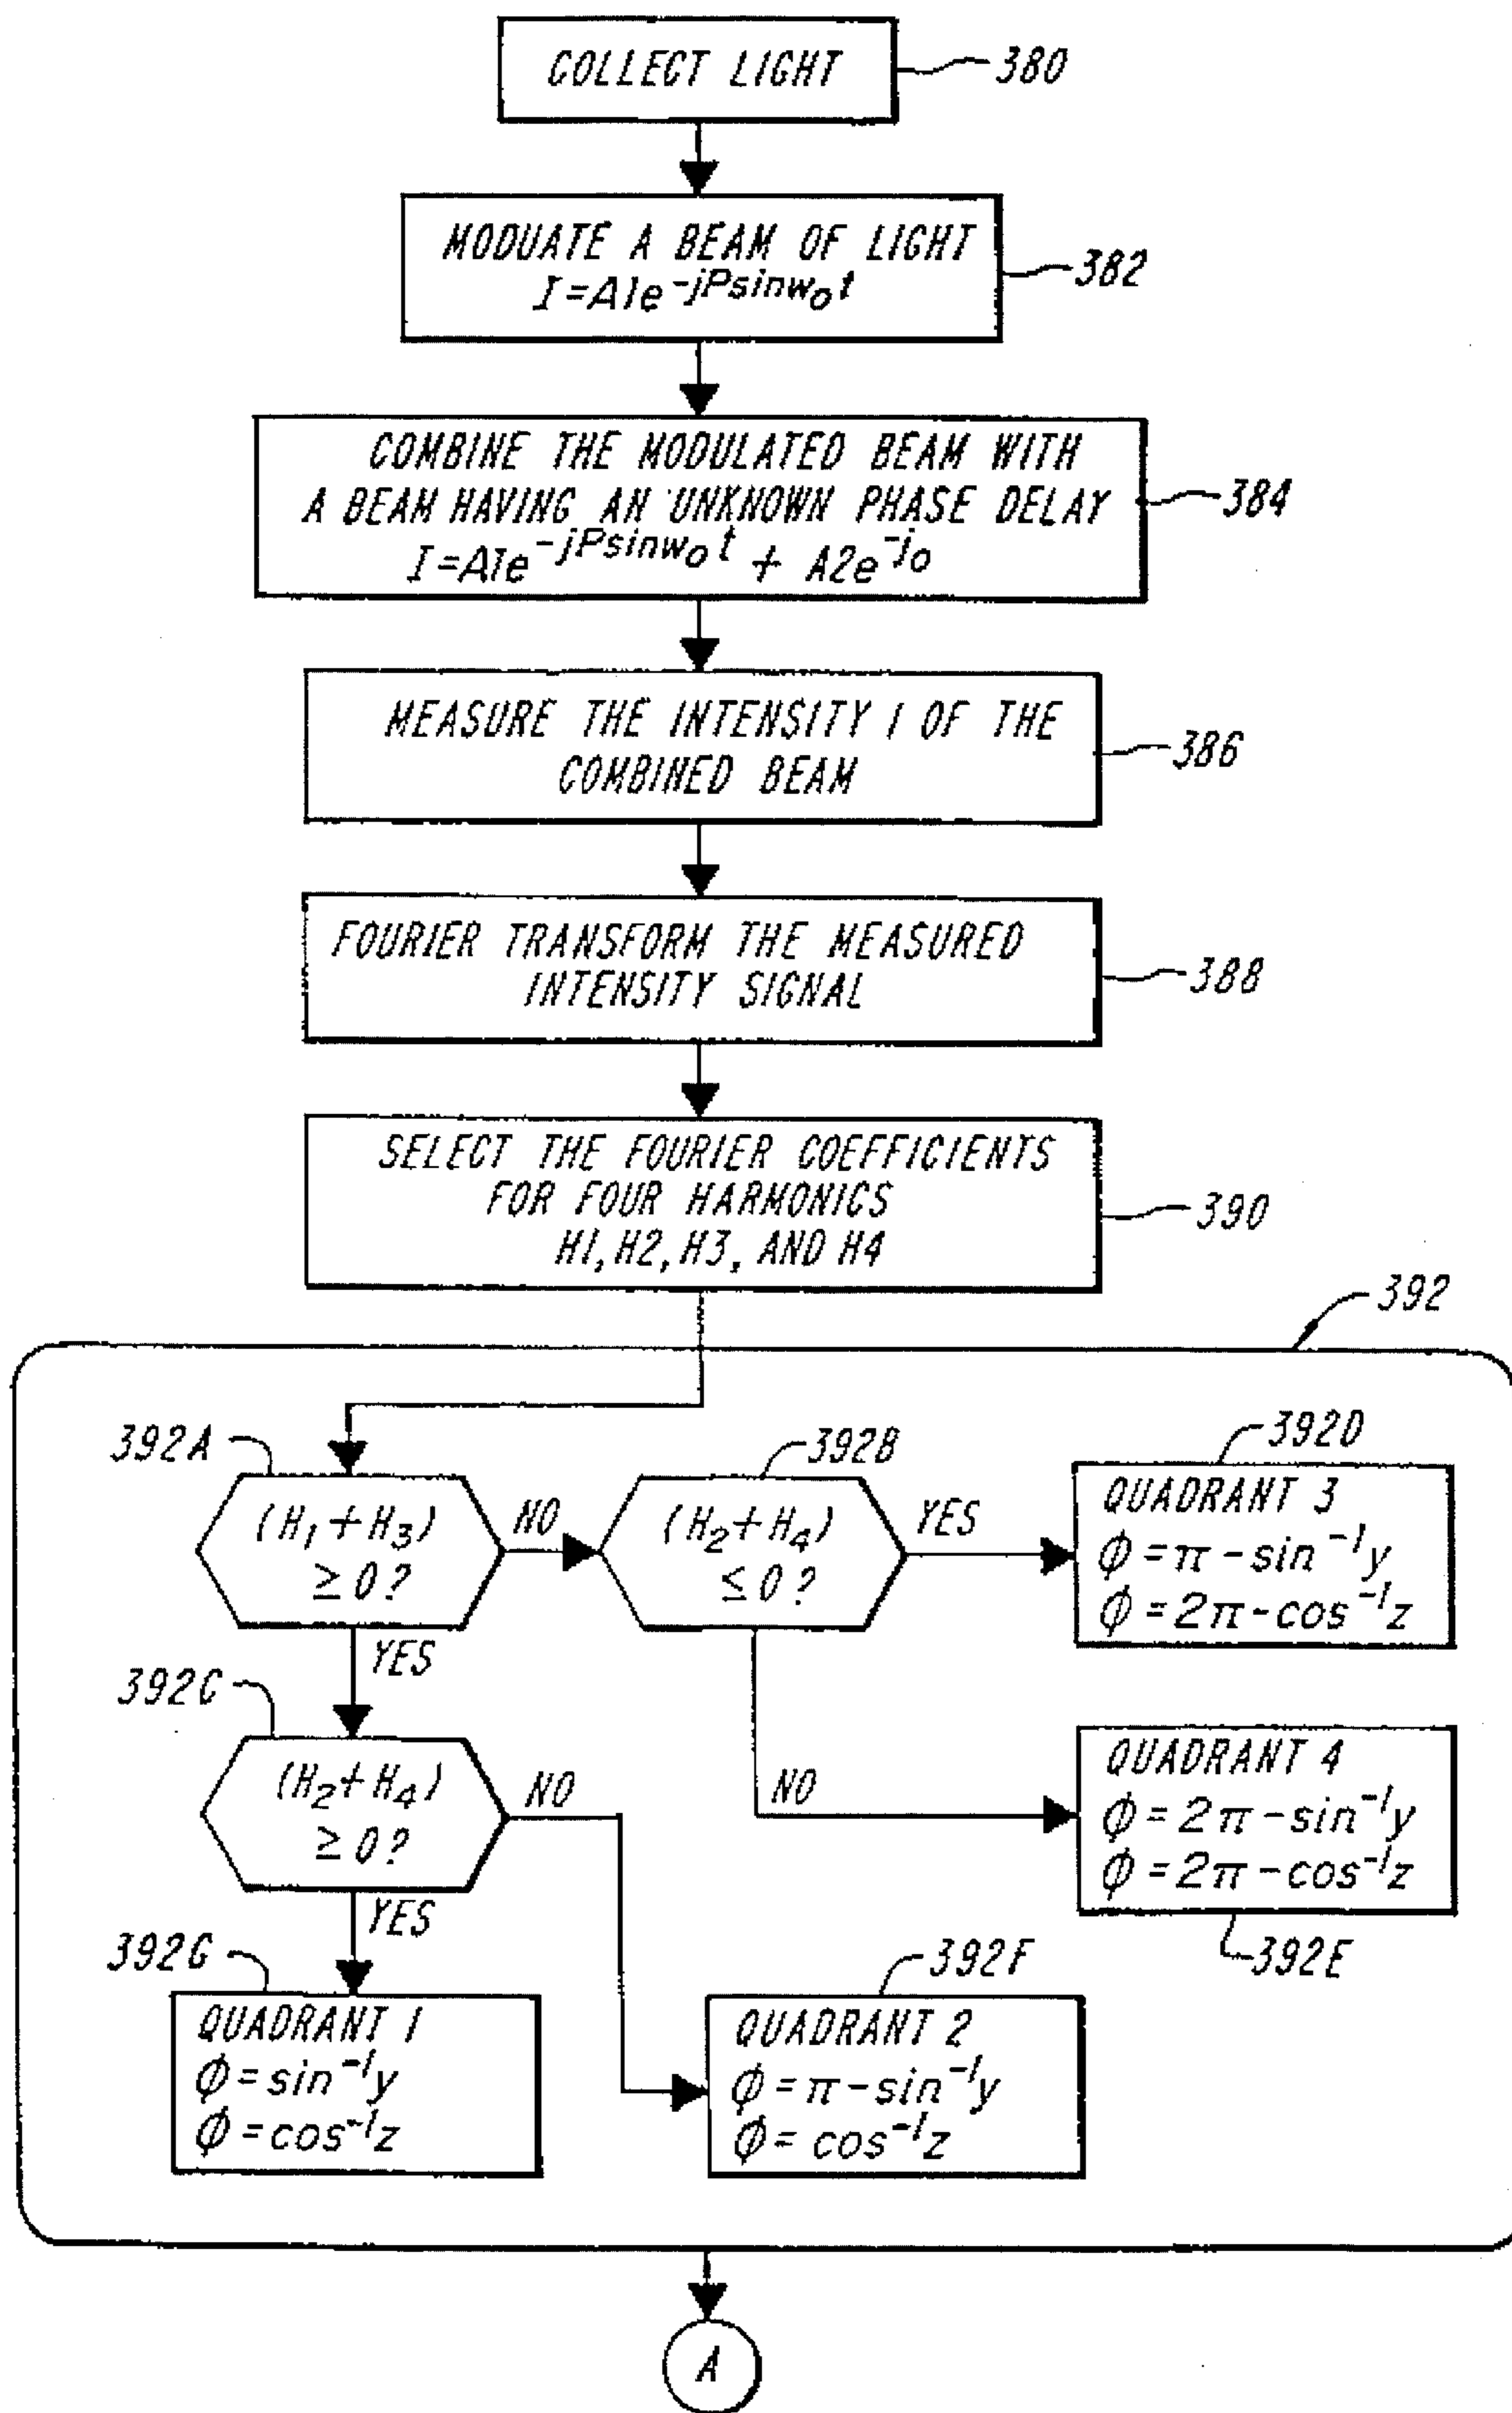 COLLECT LIGHT
380
MODUATE A BEAM OF LIGHT
I=A1e^-jPsinw₀t
382
COMBINE THE MODULATED BEAM WITH
A BEAM HAVING AN UNKNOWN PHASE DELAY
I=A1e^-jPsinw₀t + A2e^-j₀
384
MEASURE THE INTENSITY I OF THE
COMBINED BEAM
386
FOURIER TRANSFORM THE MEASURED
INTENSITY SIGNAL
388
SELECT THE FOURIER COEFFICIENTS
FOR FOUR HARMONICS
H1, H2, H3, AND H4
390
392
392A
(H₁+H₃)
≥0?
NO
YES
392B
(H₂+H₄)
≤0?
YES
NO
392D
QUADRANT 3
ϕ=π-sin⁻¹y
ϕ=2π-cos⁻¹z
392C
(H₂+H₄)
≥0?
NO
YES
QUADRANT 4
ϕ=2π-sin⁻¹y
ϕ=2π-cos⁻¹z
392E
392G
QUADRANT 1
ϕ=sin⁻¹y
ϕ=cos⁻¹z
392F
QUADRANT 2
ϕ=π-sin⁻¹y
ϕ=cos⁻¹z
A